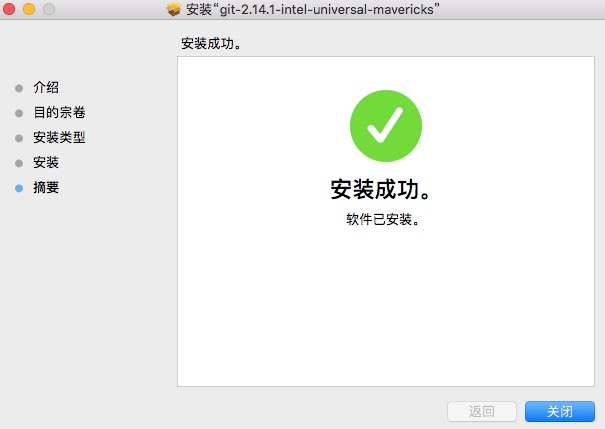 安装“git-2.14.1-intel-universal-mavericks”
安装成功。
介绍
目的宗卷
安装类型
安装
摘要
安装成功。
软件已安装。
返回
关闭